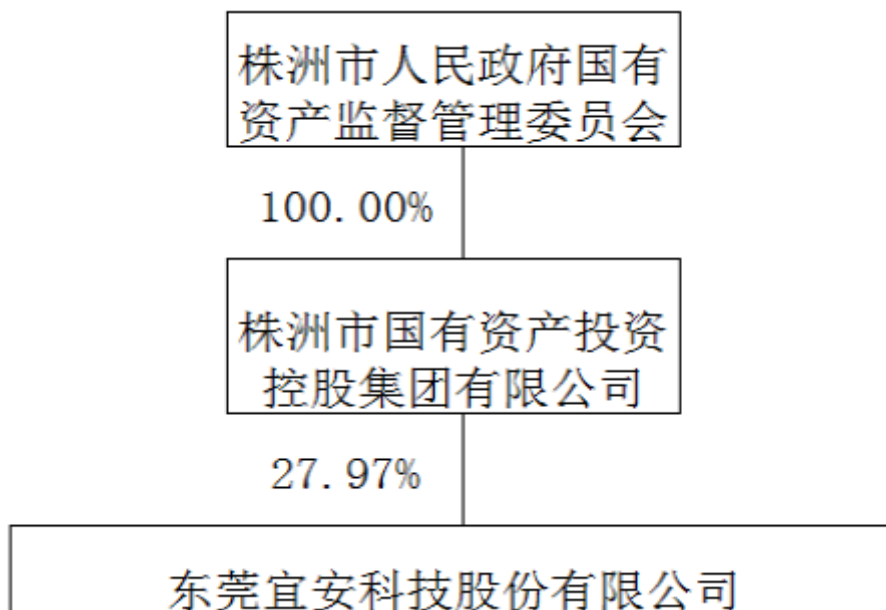 株洲市人民政府国有
资产监督管理委员会
100.00%
株洲市国有资产投资
控股集团有限公司
27.97%
东莞宜安科技股份有限公司